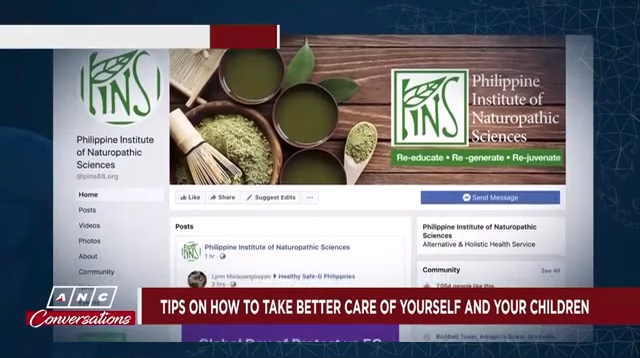 PiNS
Philippine Institute
of Naturopathic
Sciences
@pins88.org
Home
Posts
Videos
Photos
About
Community
PiNS
Philippine
Institute of
Naturopathic
Sciences
Re-educate • Re-generate • Re-juvenate
Like
Share
Suggest Edits
Send Message
Posts
Philippine Institute of Naturopathic Sciences
1 hr
Healthy Safe-G Philippines
2 hrs
Philippine Institute of Naturopathic
Sciences
Alternative & Holistic Health Service
Community
See All
7,054 people like this
ANC
Conversations
TIPS ON HOW TO TAKE BETTER CARE OF YOURSELF AND YOUR CHILDREN